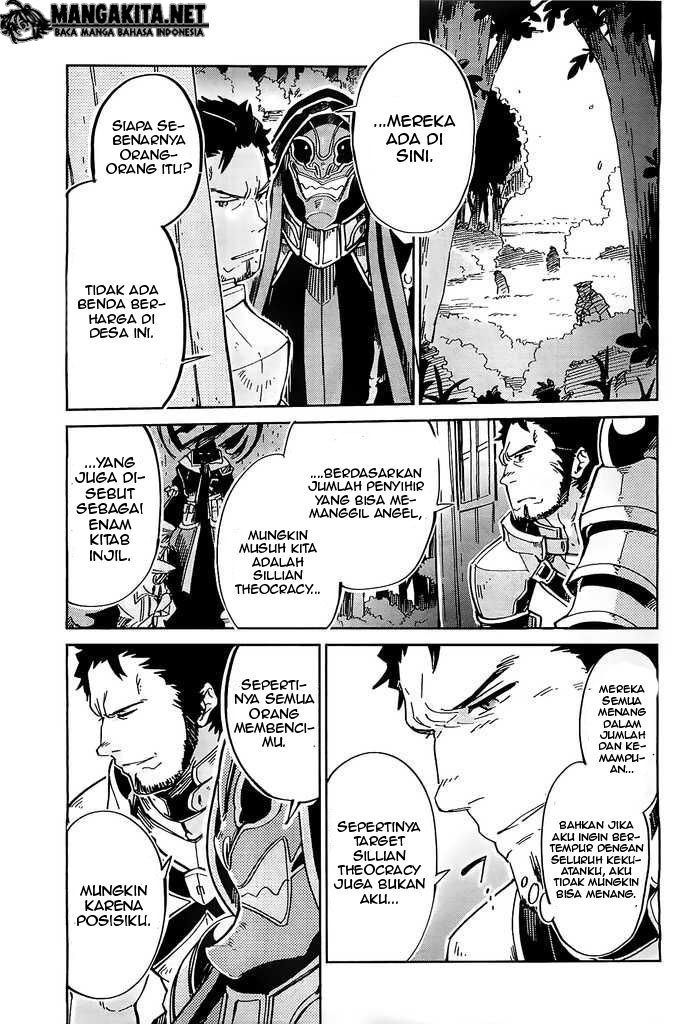 MANGAKITA.NET
BACA MANGA BAHASA INDONESIA
...MEREKA
ADA DI
SINI.
SIAPA SE-
BENARNYA
ORANG-
ORANG ITU?
TIDAK ADA
BENDA BER-
HARGA DI
DESA INI.
....BERDASARKAN
JUMLAH PENYIHIR
YANG BISA ME-
MANGGIL ANGEL,
MUNGKIN
MUSUH KITA
ADALAH
SILLIAN
THEOCRACY...
...YANG
JUGA DI-
SEBUT
SEBAGAI
ENAM
KITAB
INJIL.
MEREKA
SEMUA
MENANG
DALAM
JUMLAH
DAN KE-
MAMPU-
AN...
BAHKAN JIKA
AKU INGIN BER-
TEMPUR DENGAN
SELURUH KEKU-
ATANKU, AKU
TIDAK MUNGKIN
BISA MENANG.
SEPERTINYA
TARGET
SILLIAN
THEOCRACY
JUGA BUKAN
AKU...
SEPERTI-
NYA SEMUA
ORANG
MEMBENCI-
MU.
MUNGKIN
KARENA
POSISIKU.